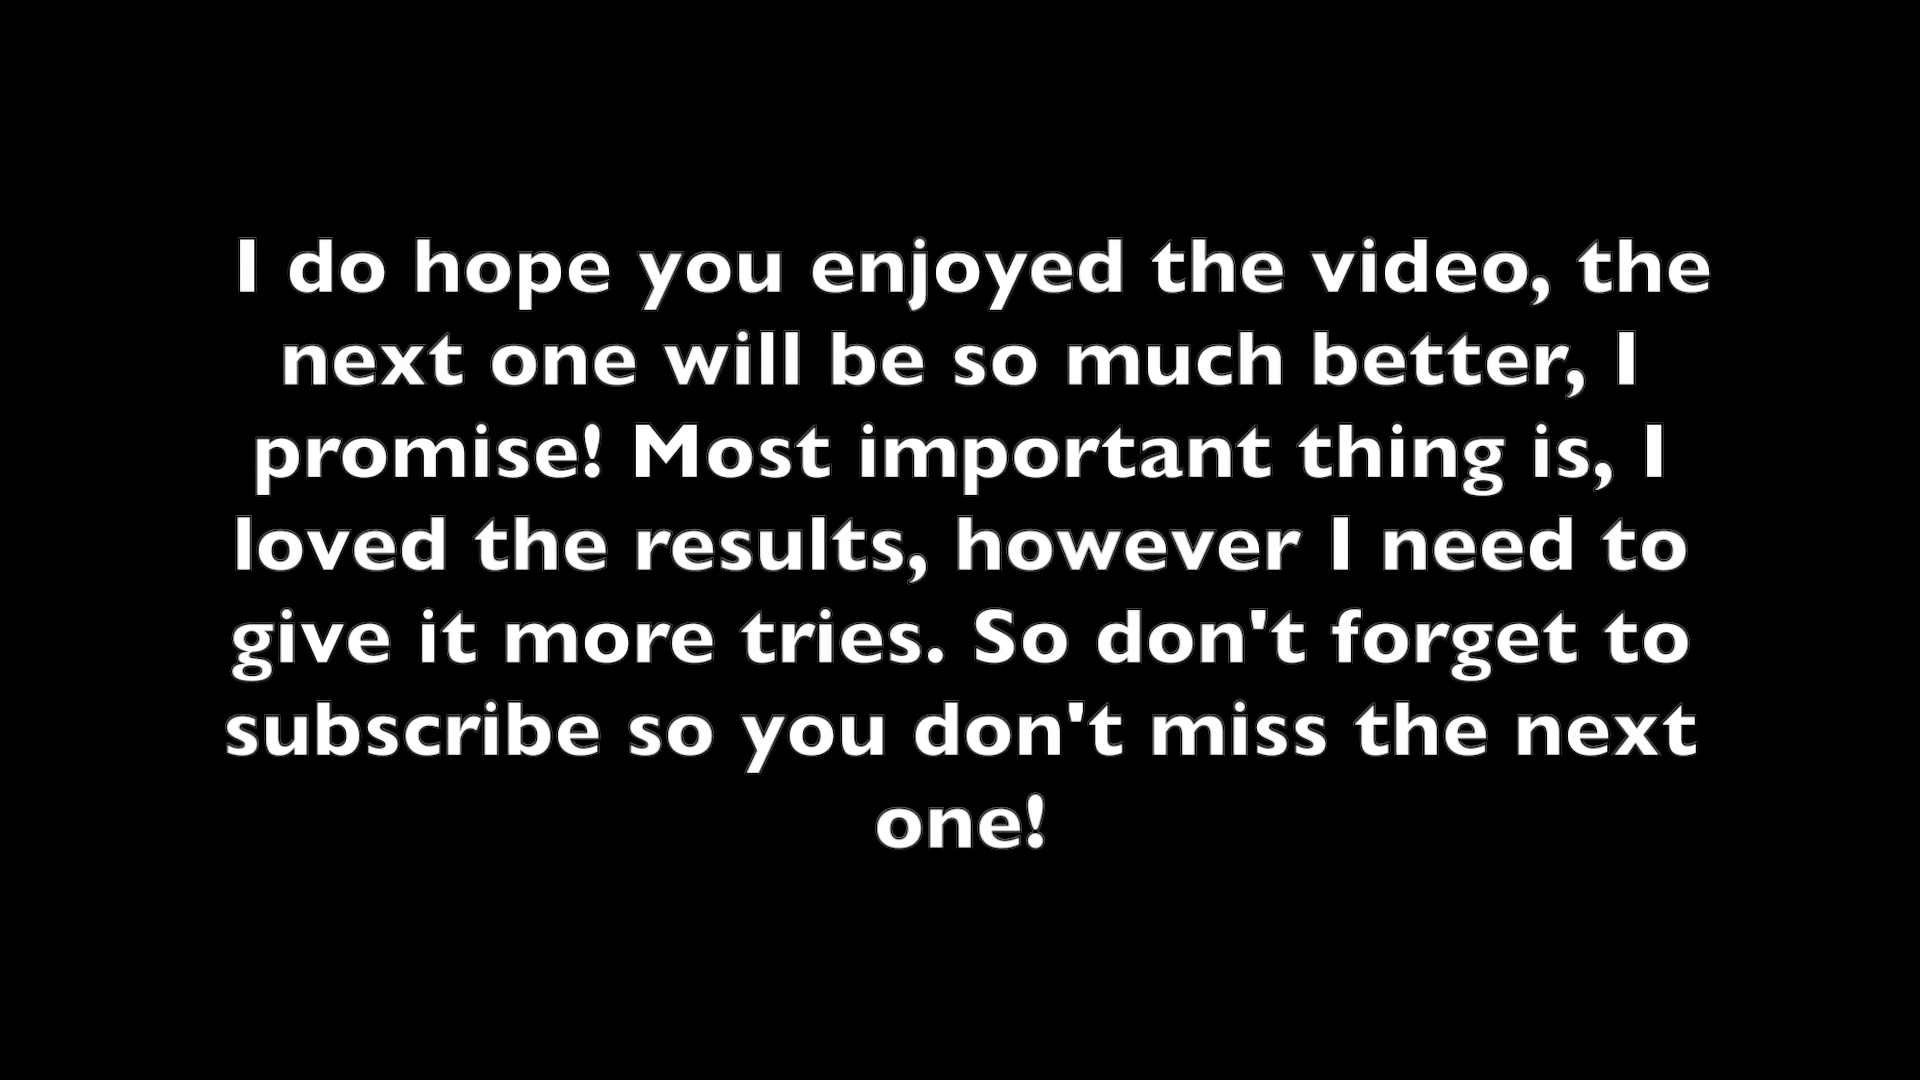 I do hope you enjoyed the video, the
next one will be so much better, I
promise! Most important thing is, I
loved the results, however I need to
give it more tries. So don't forget to
subscribe so you don't miss the next
one!